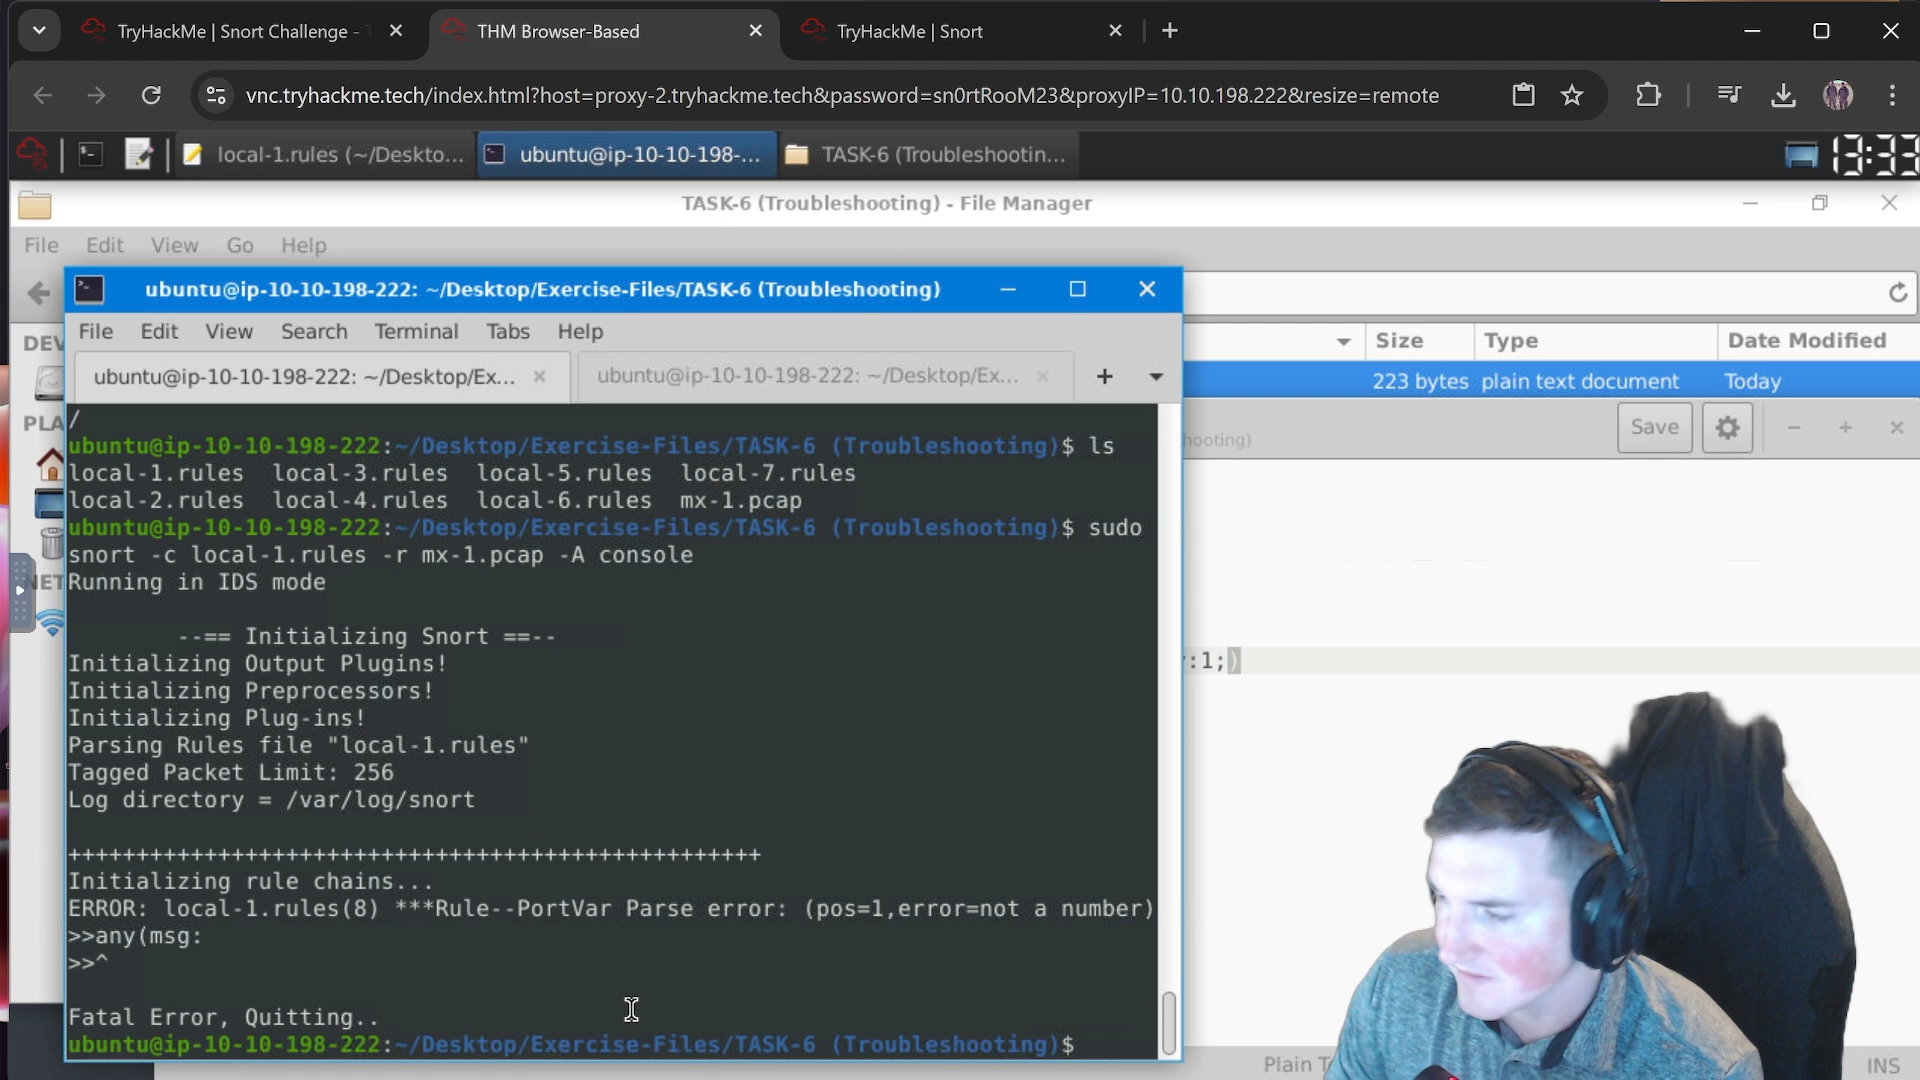 TryHackMe | Snort Challenge -
THM Browser-Based
TryHackMe | Snort
vnc.tryhackme.tech/index.html?host=proxy-2.tryhackme.tech&password=sn0rtRooM23&proxyIP=10.10.198.222&resize=remote
local-1.rules (~/Deskto...
ubuntu@ip-10-10-198-...
TASK-6 (Troubleshootin...
13:33
TASK-6 (Troubleshooting) - File Manager
File Edit View Go Help
ubuntu@ip-10-10-198-222: ~/Desktop/Exercise-Files/TASK-6 (Troubleshooting)
File Edit View Search Terminal Tabs Help
DEV
Size Type Date Modified
ubuntu@ip-10-10-198-222: ~/Desktop/Ex...
ubuntu@ip-10-10-198-222: ~/Desktop/Ex...
223 bytes plain text document Today
PLA
NET
hooting)
Save
:1;)
/
ubuntu@ip-10-10-198-222:~/Desktop/Exercise-Files/TASK-6 (Troubleshooting)$ ls
local-1.rules local-3.rules local-5.rules local-7.rules
local-2.rules local-4.rules local-6.rules mx-1.pcap
ubuntu@ip-10-10-198-222:~/Desktop/Exercise-Files/TASK-6 (Troubleshooting)$ sudo
snort -c local-1.rules -r mx-1.pcap -A console
Running in IDS mode
--== Initializing Snort ==--
Initializing Output Plugins!
Initializing Preprocessors!
Initializing Plug-ins!
Parsing Rules file "local-1.rules"
Tagged Packet Limit: 256
Log directory = /var/log/snort
+++++++++++++++++++++++++++++++++++++++++++++++++++
Initializing rule chains...
ERROR: local-1.rules(8) ***Rule--PortVar Parse error: (pos=1,error=not a number)
>>any(msg:
>>^
Fatal Error, Quitting..
ubuntu@ip-10-10-198-222:~/Desktop/Exercise-Files/TASK-6 (Troubleshooting)$
Plain T
INS